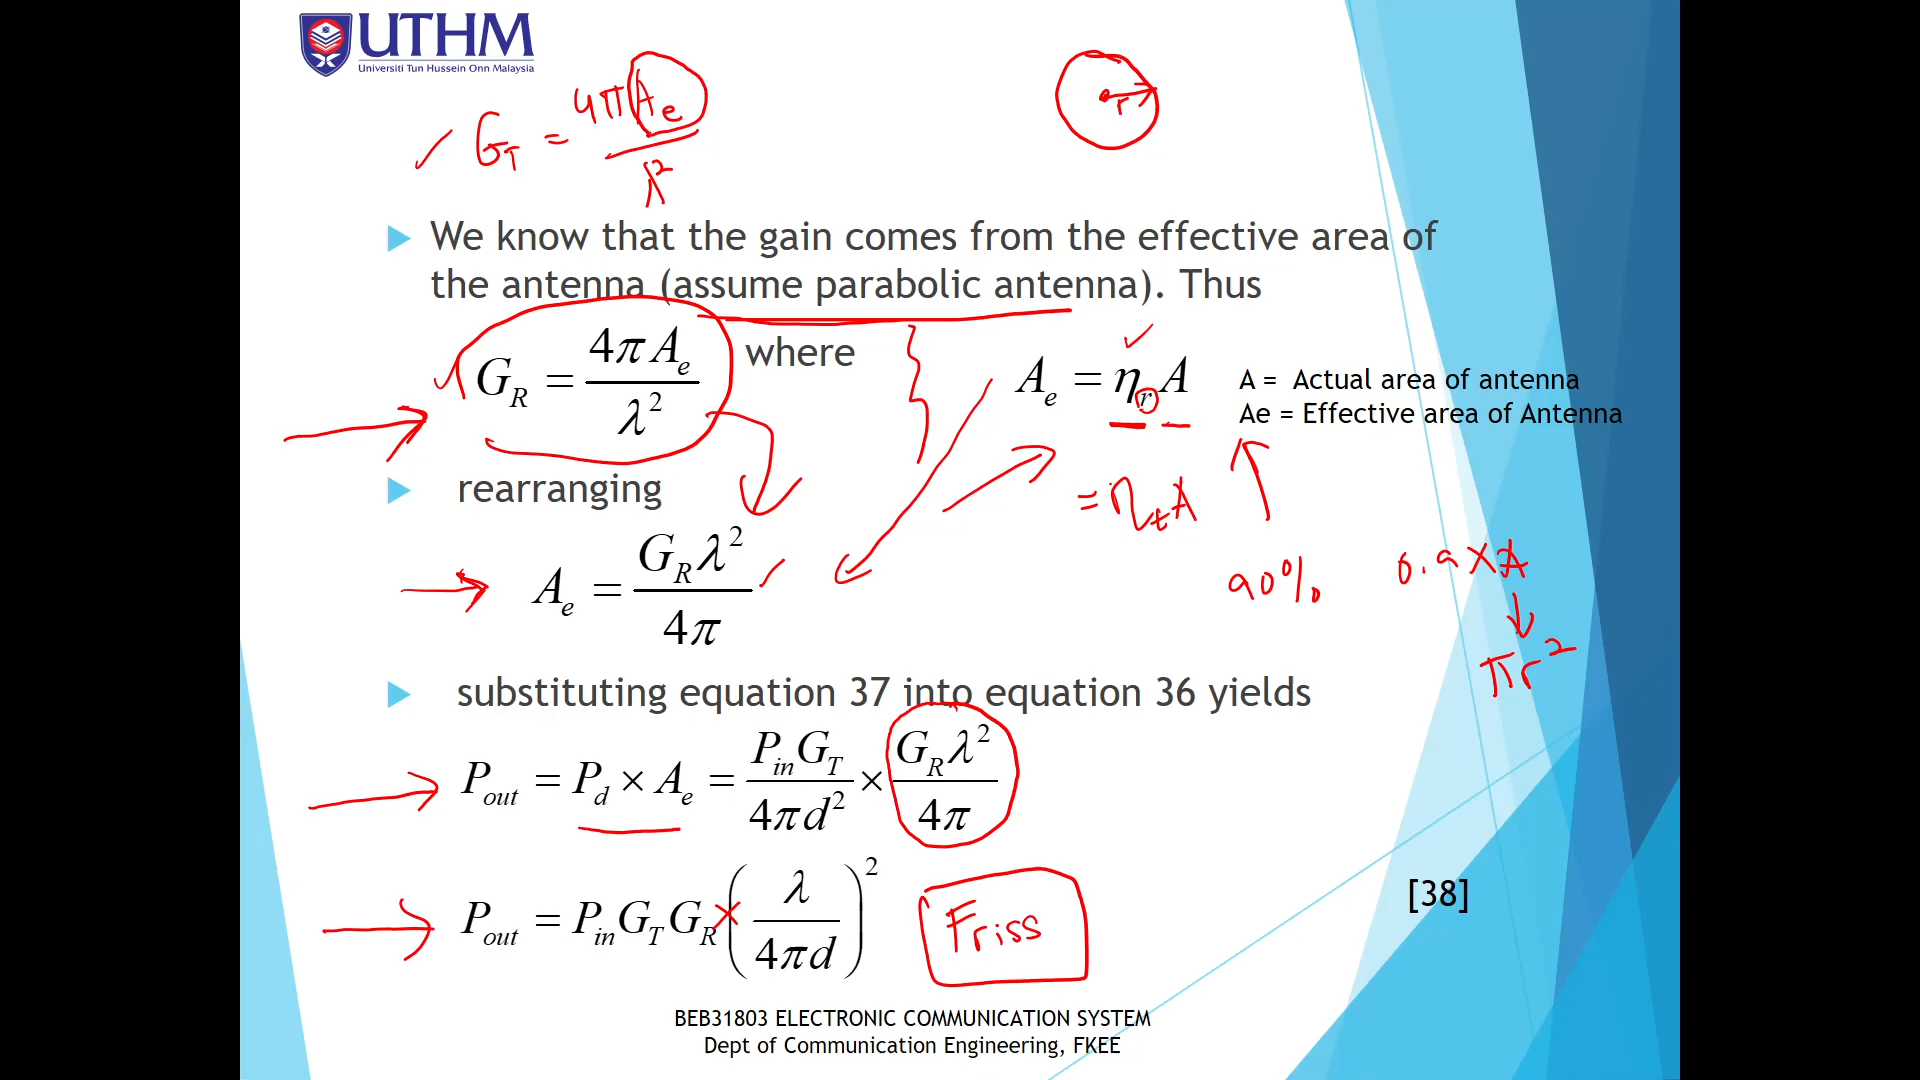 UTHM
Universiti Tun Hussein Onn Malaysia
G_T = 4πA_e / λ²
r
We know that the gain comes from the effective area of
the antenna (assume parabolic antenna). Thus
G_R = 4πA_e / λ² where A_e = η_r A
A = Actual area of antenna
Ae = Effective area of Antenna
= η_t A
rearranging
A_e = G_R λ² / 4π
90% 0.9 × A
πr²
substituting equation 37 into equation 36 yields
P_out = P_d × A_e = P_in G_T / 4πd² × G_R λ² / 4π
P_out = P_in G_T G_R × (λ / 4πd)²
Friss
[38]
BEB31803 ELECTRONIC COMMUNICATION SYSTEM
Dept of Communication Engineering, FKEE